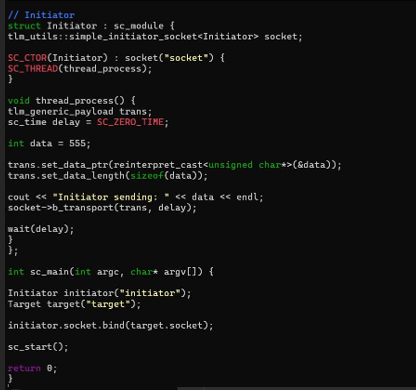 // Initiator
struct Initiator : sc_module {
tlm_utils::simple_initiator_socket<Initiator> socket;
SC_CTOR(Initiator) : socket("socket") {
SC_THREAD(thread_process);
}
void thread_process() {
tlm_generic_payload trans;
sc_time delay = SC_ZERO_TIME;
int data = 555;
trans.set_data_ptr(reinterpret_cast<unsigned char*>(&data));
trans.set_data_length(sizeof(data));
cout << "Initiator sending: " << data << endl;
socket->b_transport(trans, delay);
wait(delay);
}
};
int sc_main(int argc, char* argv[]) {
Initiator initiator("initiator");
Target target("target");
initiator.socket.bind(target.socket);
sc_start();
return 0;
}